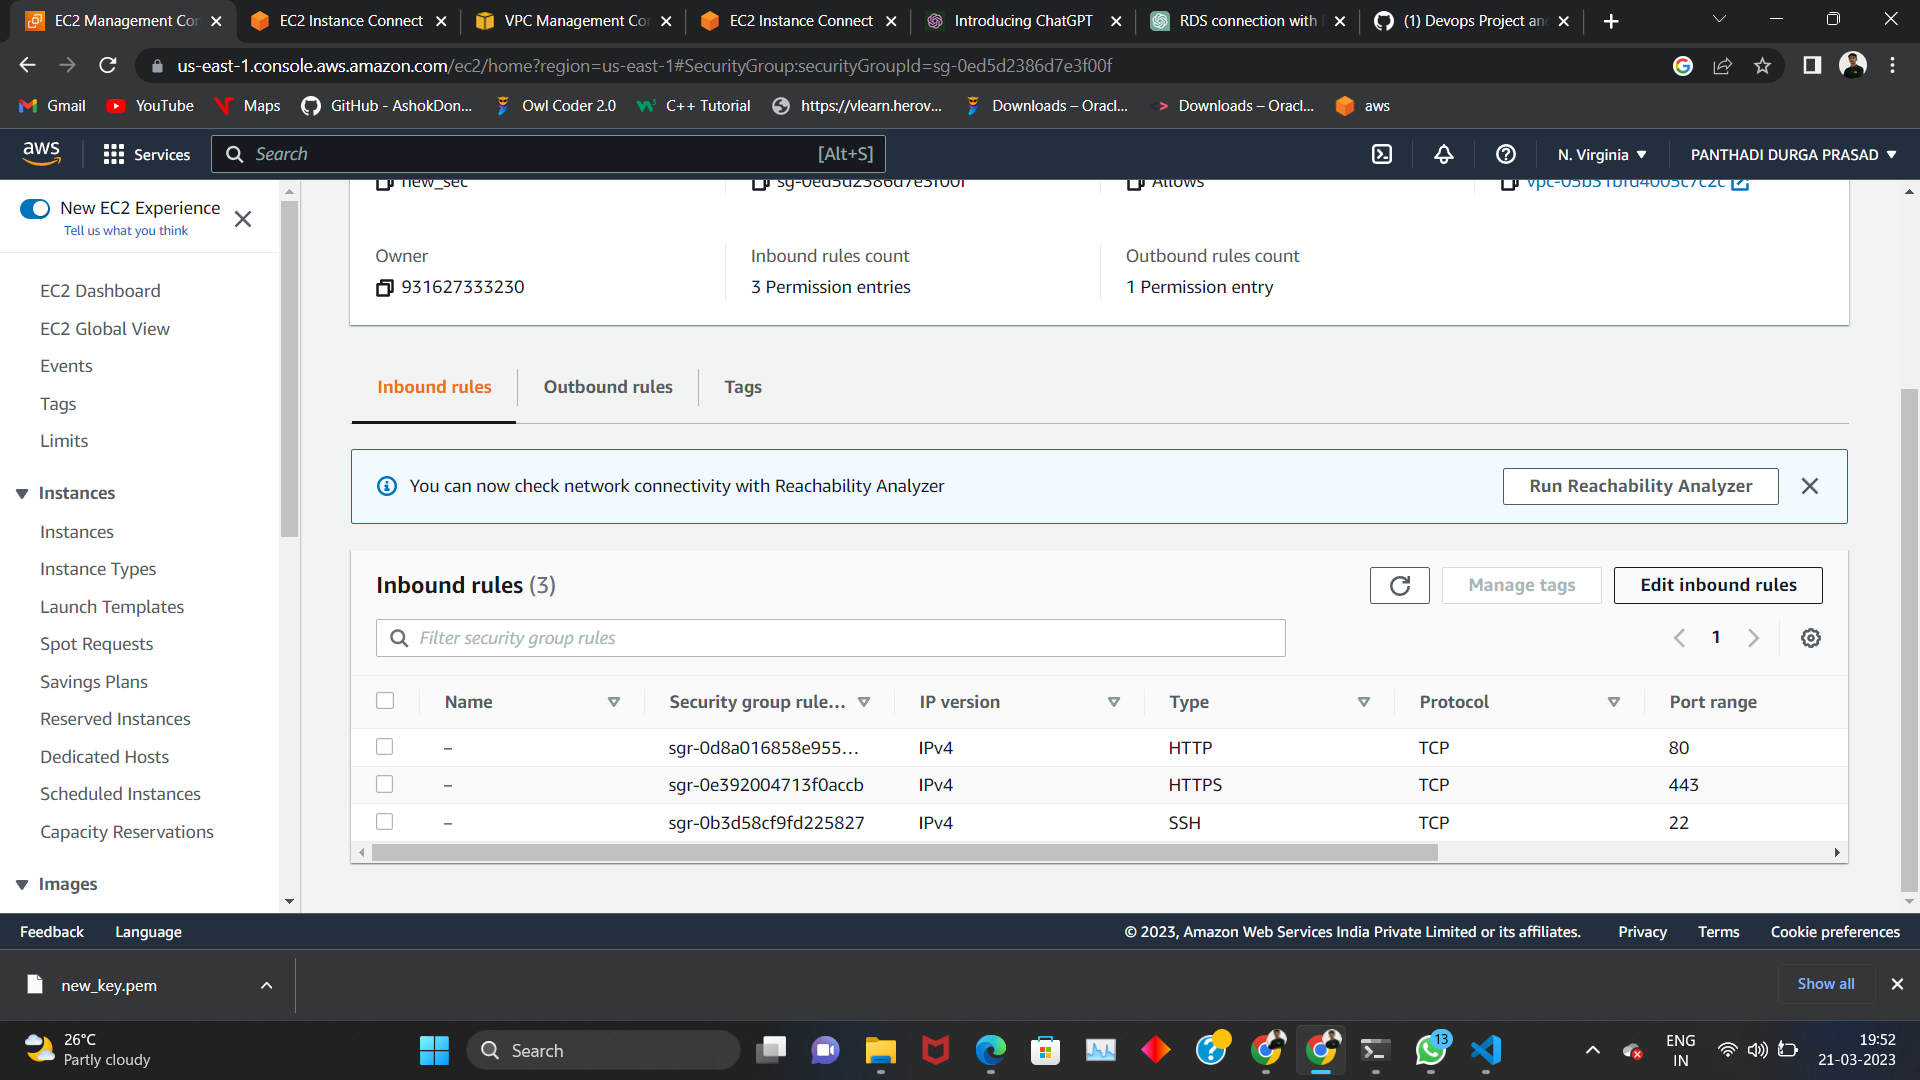 EC2 Management Con
EC2 Instance Connect
VPC Management Co
EC2 Instance Connect
Introducing ChatGPT
RDS connection with
(1) Devops Project an
us-east-1.console.aws.amazon.com/ec2/home?region=us-east-1#SecurityGroup:securityGroupId=sg-0ed5d2386d7e3f00f
Gmail
YouTube
Maps
GitHub - AshokDon...
Owl Coder 2.0
C++ Tutorial
https://vlearn.herov...
Downloads – Oracl...
Downloads – Oracl...
aws
aws
Services
Search
[Alt+S]
N. Virginia
PANTHADI DURGA PRASAD
New EC2 Experience
Tell us what you think
EC2 Dashboard
EC2 Global View
Events
Tags
Limits
Instances
Instances
Instance Types
Launch Templates
Spot Requests
Savings Plans
Reserved Instances
Dedicated Hosts
Scheduled Instances
Capacity Reservations
Images
new_sec
sg-0ed5d2386d7e3f00f
Allows
vpc-05b51bfd4005c7c2c
Owner
931627333230
Inbound rules count
3 Permission entries
Outbound rules count
1 Permission entry
Inbound rules
Outbound rules
Tags
You can now check network connectivity with Reachability Analyzer
Run Reachability Analyzer
Inbound rules (3)
Manage tags
Edit inbound rules
Filter security group rules
1
Name
Security group rule...
IP version
Type
Protocol
Port range
– sgr-0d8a016858e955... IPv4 HTTP TCP 80
– sgr-0e392004713f0accb IPv4 HTTPS TCP 443
– sgr-0b3d58cf9fd225827 IPv4 SSH TCP 22
Feedback
Language
© 2023, Amazon Web Services India Private Limited or its affiliates.
Privacy
Terms
Cookie preferences
new_key.pem
Show all
26°C
Partly cloudy
Search
13
ENG
IN
19:52
21-03-2023